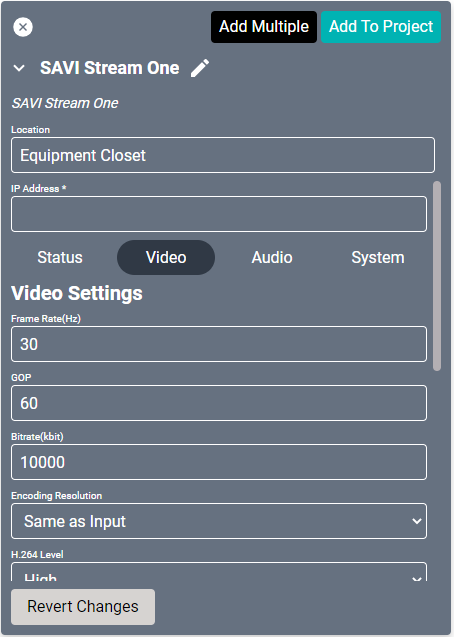 Add Multiple
Add To Project
SAVI Stream One
SAVI Stream One
Location
Equipment Closet
IP Address *
Status Video Audio System
Video Settings
Frame Rate(Hz)
30
GOP
60
Bitrate(kbit)
10000
Encoding Resolution
Same as Input
H.264 Level
High
Revert Changes